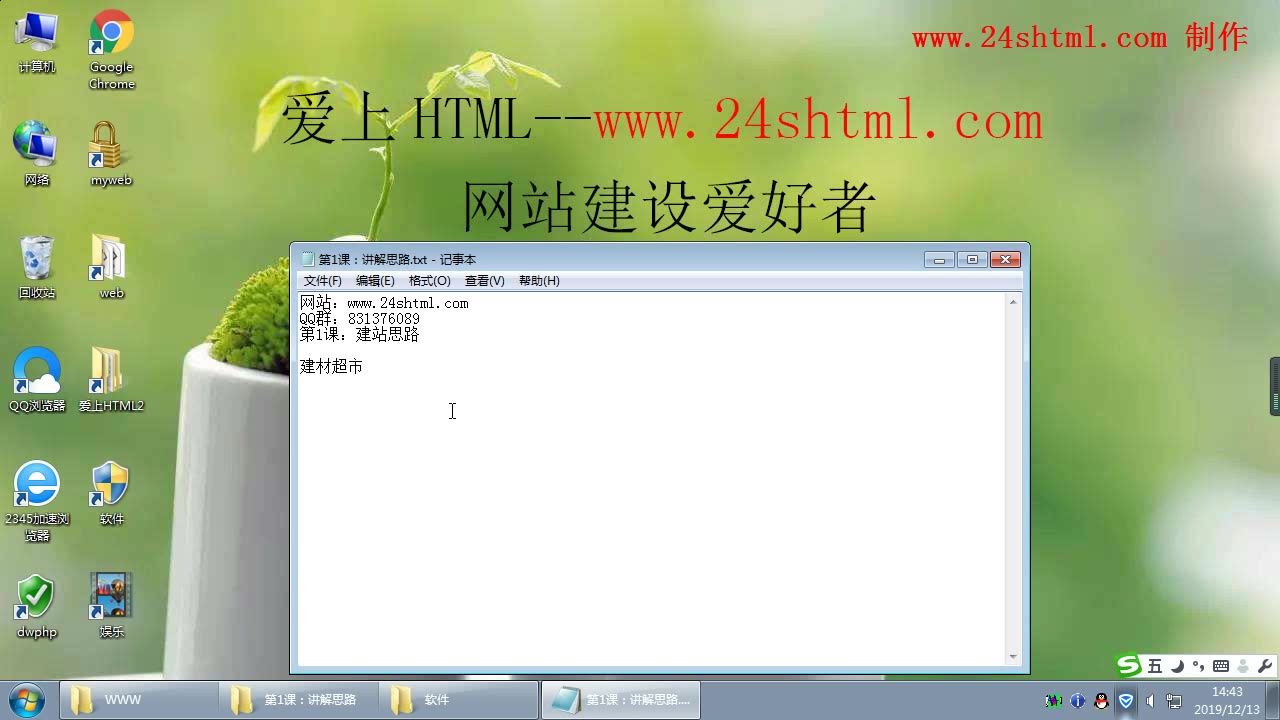 www.24shtml.com 制作
爱上HTML--www.24shtml.com
网站建设爱好者
计算机
Google Chrome
网络
myweb
回收站
web
QQ浏览器
爱上HTML2
2345加速浏览器
软件
dwphp
娱乐
第1课：讲解思路.txt - 记事本
文件(F) 编辑(E) 格式(O) 查看(V) 帮助(H)
网站：www.24shtml.com
QQ群：831376089
第1课：建站思路
建材超市
五
WWW
第1课：讲解思路
软件
第1课：讲解思路....
14:43
2019/12/13